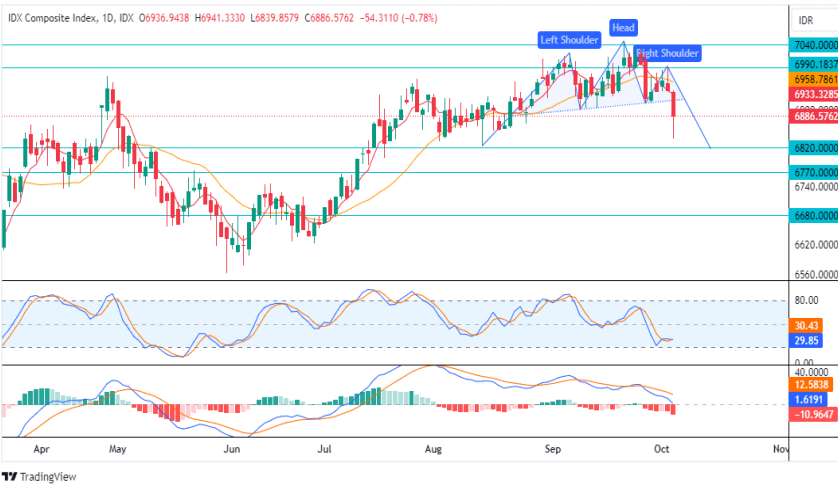 IDX Composite Index, 1D, IDX O6936.9438 H6941.3330 L6839.8579 C6886.5762 −54.3110 (−0.78%)
IDR
Head
Left Shoulder
Right Shoulder
7040.0000
6990.1837
6958.7861
6933.3285
6886.5762
6820.0000
6770.0000
6740.0000
6680.0000
6620.0000
6560.0000
80.00
30.43
29.85
0.00
40.0000
12.5838
1.6191
−10.9647
Apr May Jun Jul Aug Sep Oct Nov
TradingView